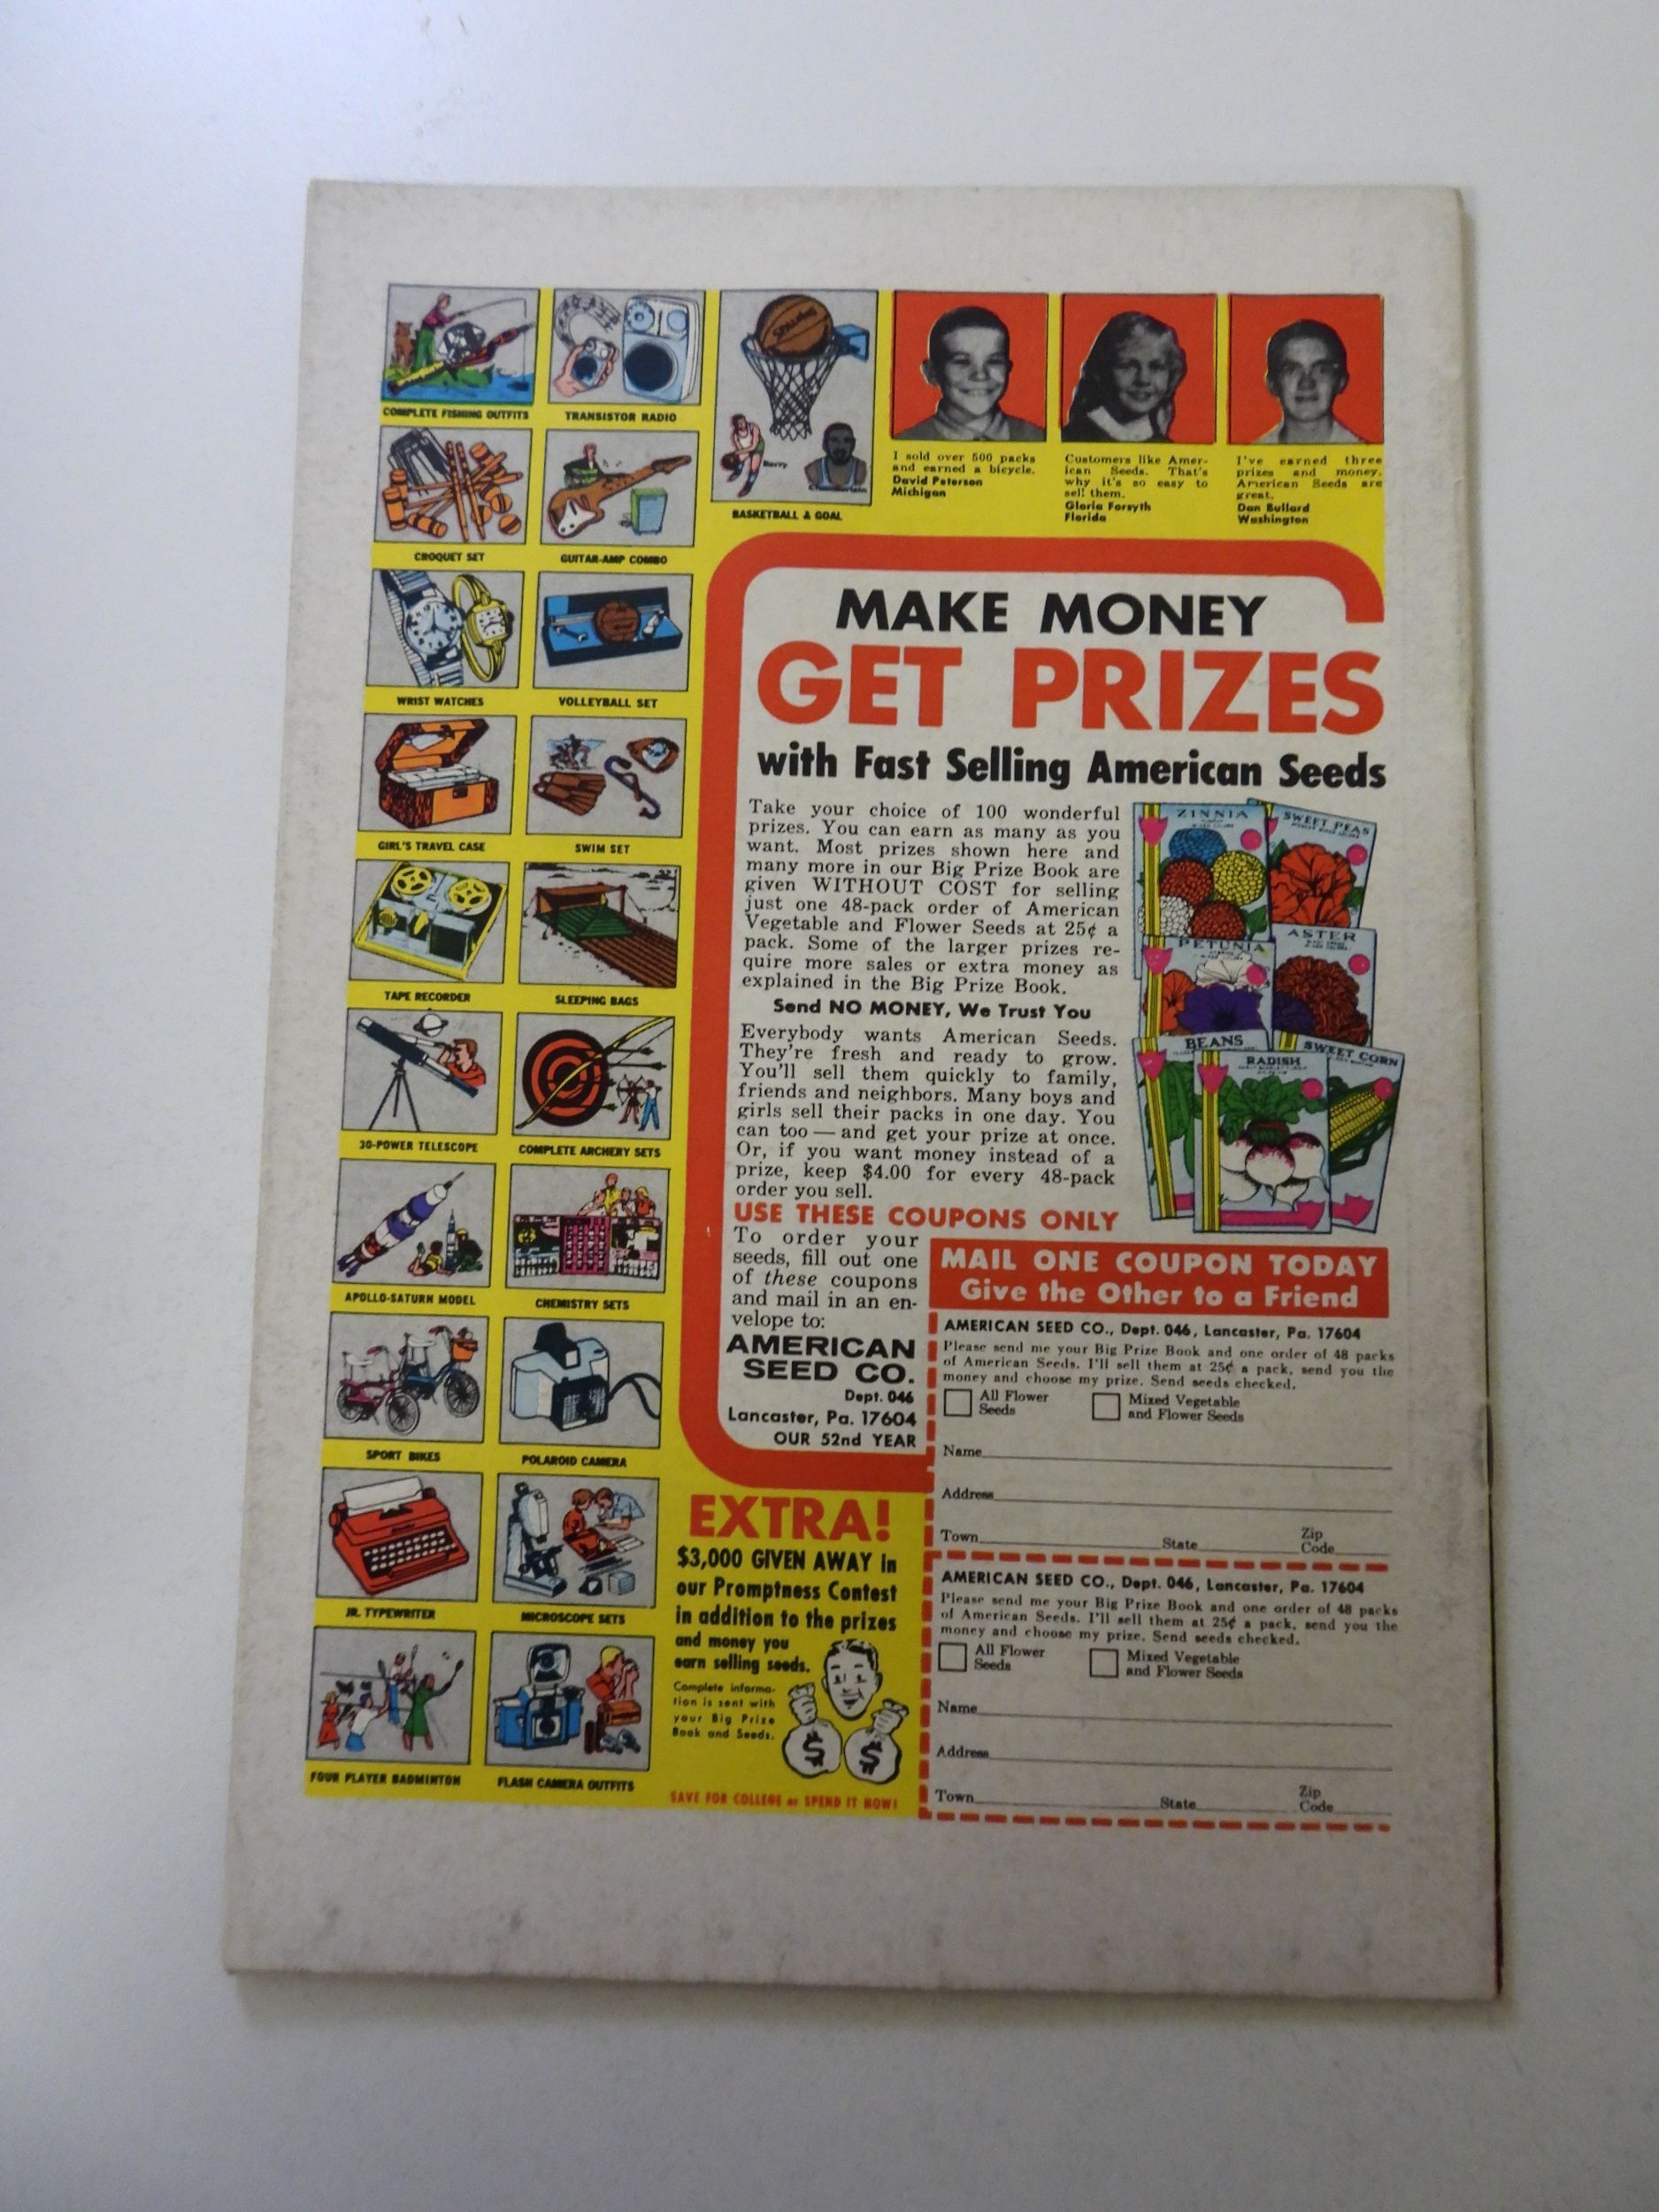 COMPLETE FISHING OUTFITS
TRANSISTOR RADIO
SPALDING
Barry
Chamberlain
BASKETBALL & GOAL
CROQUET SET
GUITAR-AMP COMBO
WRIST WATCHES
VOLLEYBALL SET
GIRL'S TRAVEL CASE
SWIM SET
TAPE RECORDER
SLEEPING BAGS
30-POWER TELESCOPE
COMPLETE ARCHERY SETS
APOLLO-SATURN MODEL
CHEMISTRY SETS
SPORT BIKES
POLAROID CAMERA
JR. TYPEWRITER
MICROSCOPE SETS
FOUR PLAYER BADMINTON
FLASH CAMERA OUTFITS
I sold over 500 packs
and earned a bicycle.
David Peterson
Michigan
Customers like Amer-
ican Seeds. That's
why it's so easy to
sell them.
Gloria Forsyth
Florida
I've earned three
prizes and money.
American Seeds are
great.
Dan Bullard
Washington
MAKE MONEY
GET PRIZES
with Fast Selling American Seeds
Take your choice of 100 wonderful
prizes. You can earn as many as you
want. Most prizes shown here and
many more in our Big Prize Book are
given WITHOUT COST for selling
just one 48-pack order of American
Vegetable and Flower Seeds at 25¢ a
pack. Some of the larger prizes re-
quire more sales or extra money as
explained in the Big Prize Book.
Send NO MONEY, We Trust You
Everybody wants American Seeds.
They're fresh and ready to grow.
You'll sell them quickly to family,
friends and neighbors. Many boys and
girls sell their packs in one day. You
can too — and get your prize at once.
Or, if you want money instead of a
prize, keep $4.00 for every 48-pack
order you sell.
ZINNIA
SWEET PEAS
PETUNIA
ASTER
BEANS
RADISH
SWEET CORN
USE THESE COUPONS ONLY
To order your
seeds, fill out one
of these coupons
and mail in an en-
velope to:
AMERICAN
SEED CO.
Dept. 046
Lancaster, Pa. 17604
OUR 52nd YEAR
EXTRA!
$3,000 GIVEN AWAY in
our Promptness Contest
in addition to the prizes
and money you
earn selling seeds.
Complete informa-
tion is sent with
your Big Prize
Book and Seeds.
$ $
SAVE FOR COLLEGE or SPEND IT NOW!
MAIL ONE COUPON TODAY
Give the Other to a Friend
AMERICAN SEED CO., Dept. 046, Lancaster, Pa. 17604
Please send me your Big Prize Book and one order of 48 packs
of American Seeds. I'll sell them at 25¢ a pack, send you the
money and choose my prize. Send seeds checked.
All Flower
Seeds
Mixed Vegetable
and Flower Seeds
Name
Address
Town State Zip
Code
AMERICAN SEED CO., Dept. 046, Lancaster, Pa. 17604
Please send me your Big Prize Book and one order of 48 packs
of American Seeds. I'll sell them at 25¢ a pack, send you the
money and choose my prize. Send seeds checked.
All Flower
Seeds
Mixed Vegetable
and Flower Seeds
Name
Address
Town State Zip
Code